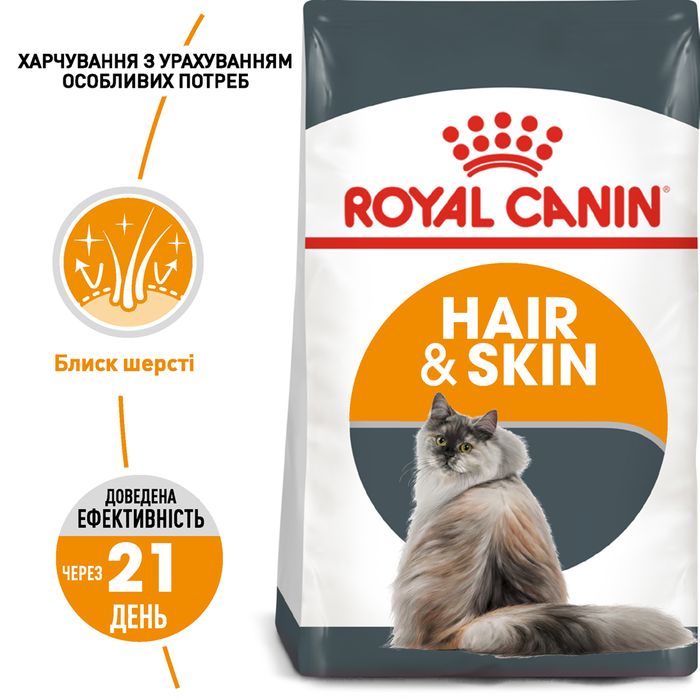 ХАРЧУВАННЯ З УРАХУВАННЯМ
ОСОБЛИВИХ ПОТРЕБ
Блиск шерсті
ДОВЕДЕНА
ЕФЕКТИВНІСТЬ
ЧЕРЕЗ 21
ДЕНЬ
ROYAL CANIN®
HAIR
& SKIN